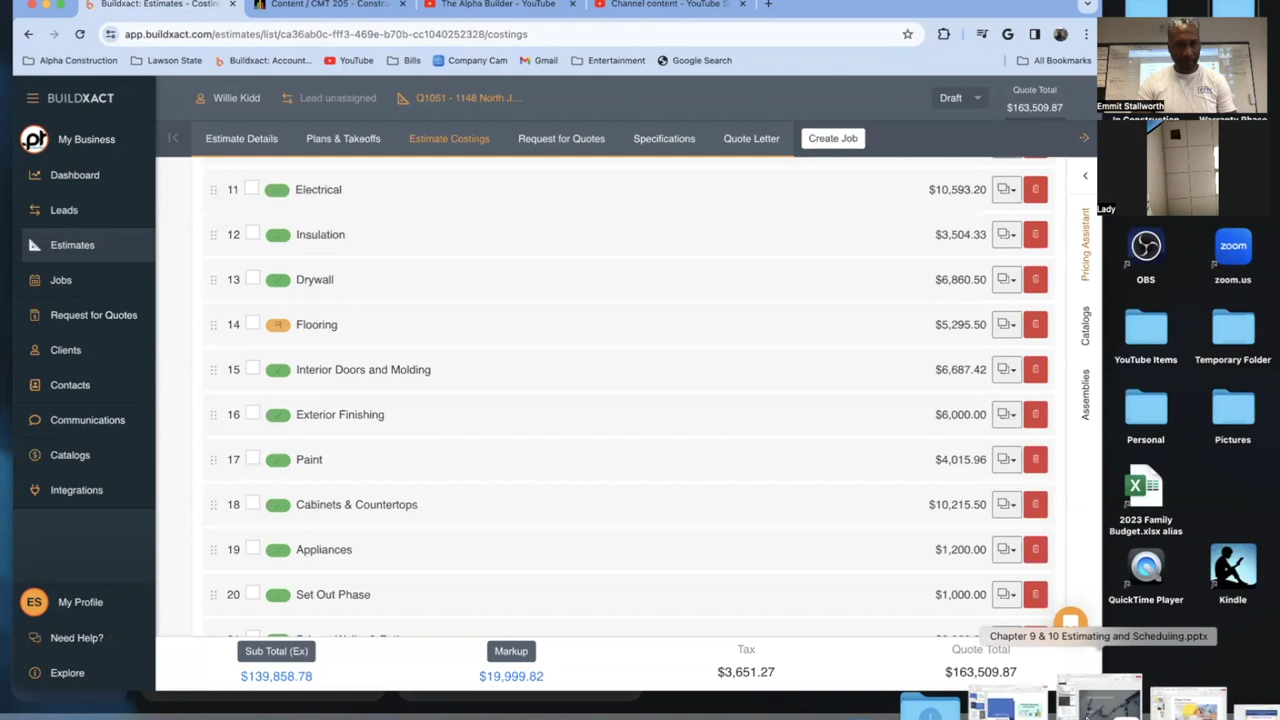 Buildxact: Estimates - Costin
Content / CMT 205 - Constru
The Alpha Builder - YouTube
Channel content - YouTube S
app.buildxact.com/estimates/list/ca36ab0c-fff3-469e-b70b-cc1040252328/costings
Alpha Construction
Lawson State
Buildxact: Account...
YouTube
Bills
Company Cam
Gmail
Entertainment
Google Search
All Bookmarks
BUILDXACT
Willie Kidd
Lead unassigned
Q1051 - 1148 North J...
Draft
Quote Total
$163,509.87
My Business
Estimate Details
Plans & Takeoffs
Estimate Costings
Request for Quotes
Specifications
Quote Letter
Create Job
Dashboard
Leads
Estimates
Jobs
Request for Quotes
Clients
Contacts
Communications
Catalogs
Integrations
ES My Profile
Need Help?
Explore
11 Electrical $10,593.20
12 Insulation $3,504.33
13 Drywall $6,860.50
14 Flooring $5,295.50
15 Interior Doors and Molding $6,687.42
16 Exterior Finishing $6,000.00
17 Paint $4,015.96
18 Cabinets & Countertops $10,215.50
19 Appliances $1,200.00
20 Set Out Phase $1,000.00
Pricing Assistant
Catalogs
Assemblies
Sub Total (Ex)
$139,858.78
Markup
$19,999.82
Tax
$3,651.27
Quote Total
$163,509.87
Chapter 9 & 10 Estimating and Scheduling.pptx
Emmit Stallworth
In Construction
Warranty Phase
Lady
OBS
zoom
zoom.us
YouTube Items
Temporary Folder
Personal
Pictures
2023 Family
Budget.xlsx alias
QuickTime Player
Kindle